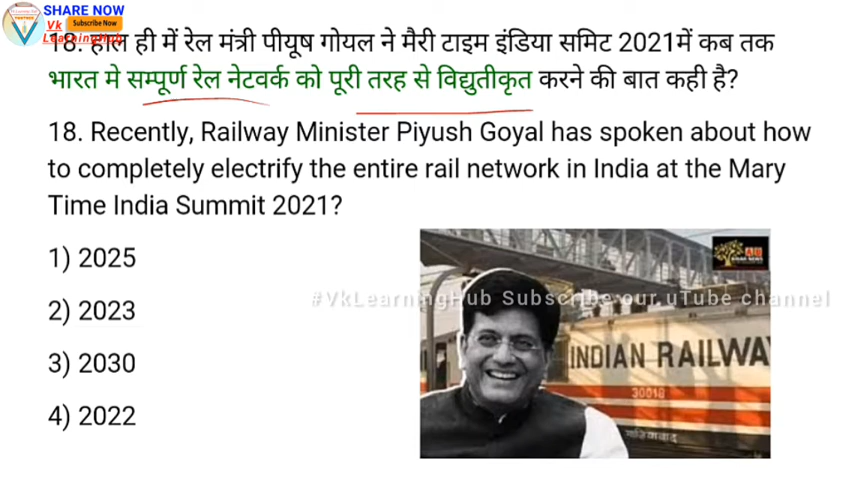 SHARE NOW
Vk
Subscribe Now
LearningHub
18. हाल ही में रेल मंत्री पीयूष गोयल ने मैरी टाइम इंडिया समिट 2021में कब तक
भारत मे सम्पूर्ण रेल नेटवर्क को पूरी तरह से विद्युतीकृत करने की बात कही है?
18. Recently, Railway Minister Piyush Goyal has spoken about how
to completely electrify the entire rail network in India at the Mary
Time India Summit 2021?
1) 2025
2) 2023
3) 2030
4) 2022
#VkLearningHub Subscribe our uTube channel
INDIAN RAILWA
30018
गाजियाबाद